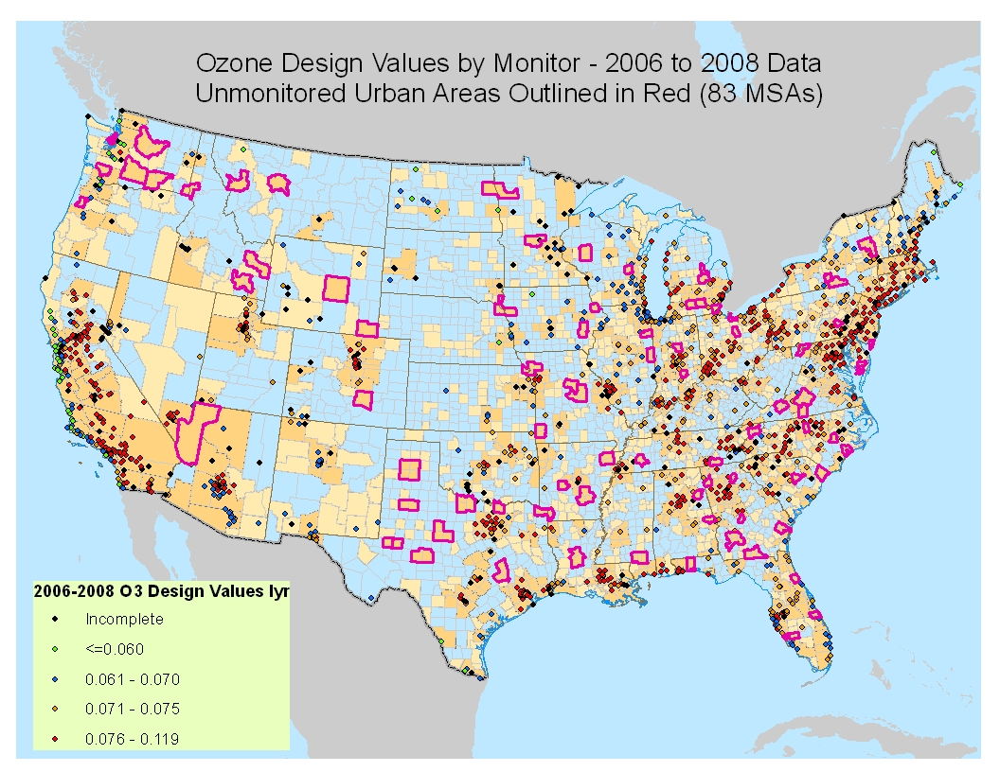 Ozone Design Values by Monitor - 2006 to 2008 Data
Unmonitored Urban Areas Outlined in Red (83 MSAs)
2006-2008 O3 Design Values lyr
Incomplete
<=0.060
0.061 - 0.070
0.071 - 0.075
0.076 - 0.119